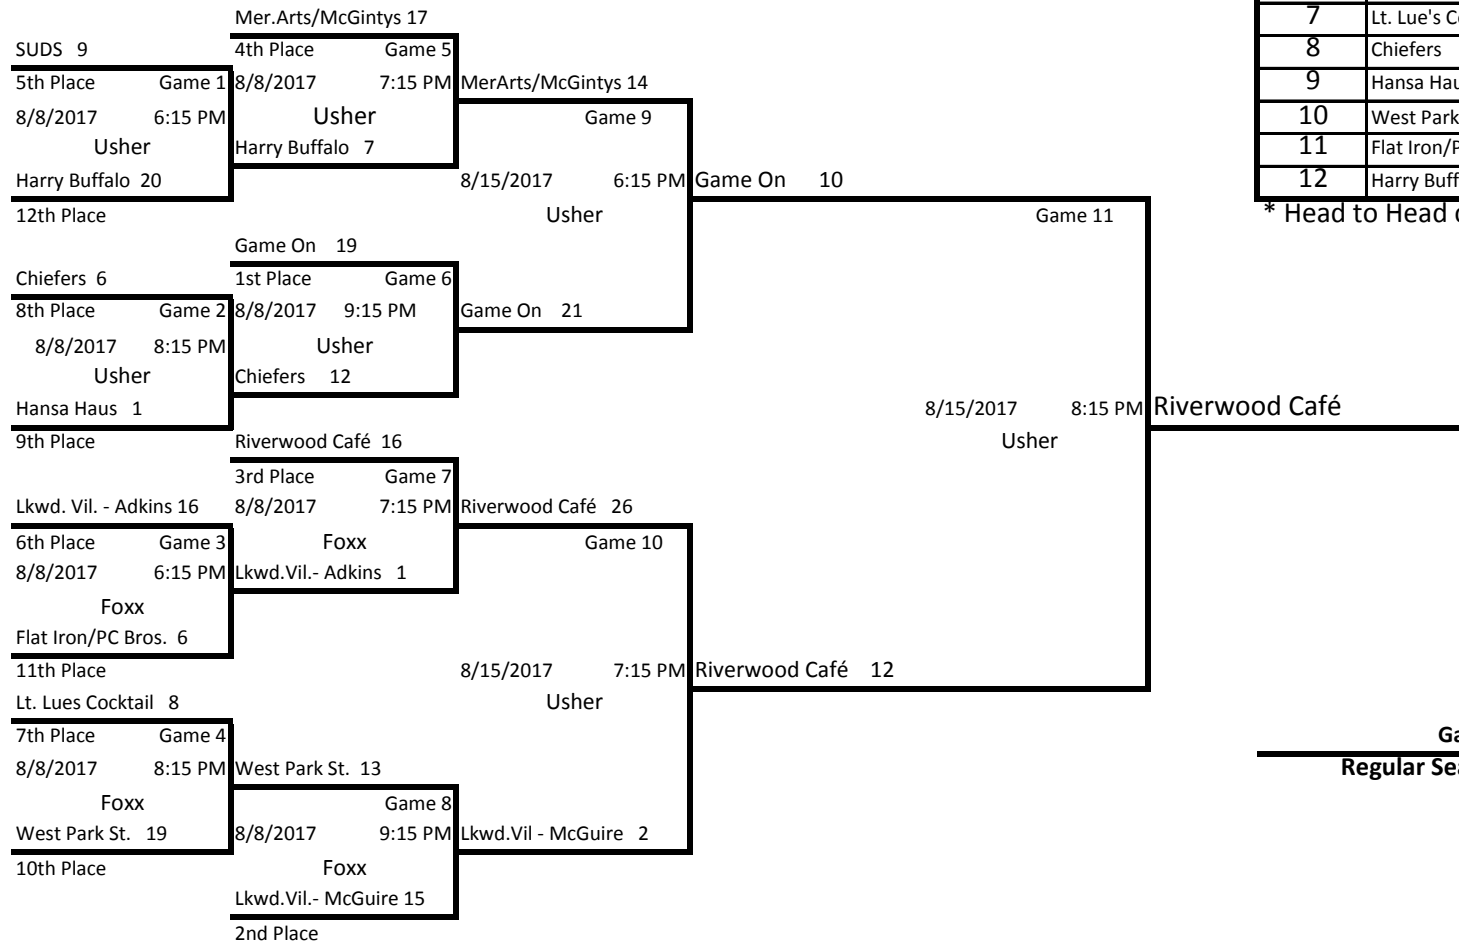 Mer.Arts/McGintys 17
SUDS 9
4th Place Game 5
5th Place Game 1
8/8/2017 7:15 PM
MerArts/McGintys 14
8/8/2017 6:15 PM
Usher
Game 9
Usher
Harry Buffalo 7
Harry Buffalo 20
8/15/2017 6:15 PM
Game On 10
12th Place
Usher
Game 11
Game On 19
Chiefers 6
1st Place Game 6
8th Place Game 2
8/8/2017 9:15 PM
Game On 21
8/8/2017 8:15 PM
Usher
Usher
Chiefers 12
Hansa Haus 1
8/15/2017 8:15 PM
Riverwood Café
9th Place
Riverwood Café 16
Usher
3rd Place Game 7
Lkwd. Vil. - Adkins 16
8/8/2017 7:15 PM
Riverwood Café 26
6th Place Game 3
Foxx
Game 10
8/8/2017 6:15 PM
Lkwd.Vil.- Adkins 1
Foxx
Flat Iron/PC Bros. 6
11th Place
8/15/2017 7:15 PM
Riverwood Café 12
Lt. Lues Cocktail 8
Usher
7th Place Game 4
8/8/2017 8:15 PM
West Park St. 13
Foxx
Game 8
West Park St. 19
8/8/2017 9:15 PM
Lkwd.Vil - McGuire 2
10th Place
Foxx
Lkwd.Vil.- McGuire 15
2nd Place
7 Lt. Lue's
8 Chiefers
9 Hansa
10 West Park
11 Flat Iron/
12 Harry
* Head to Head
Regular